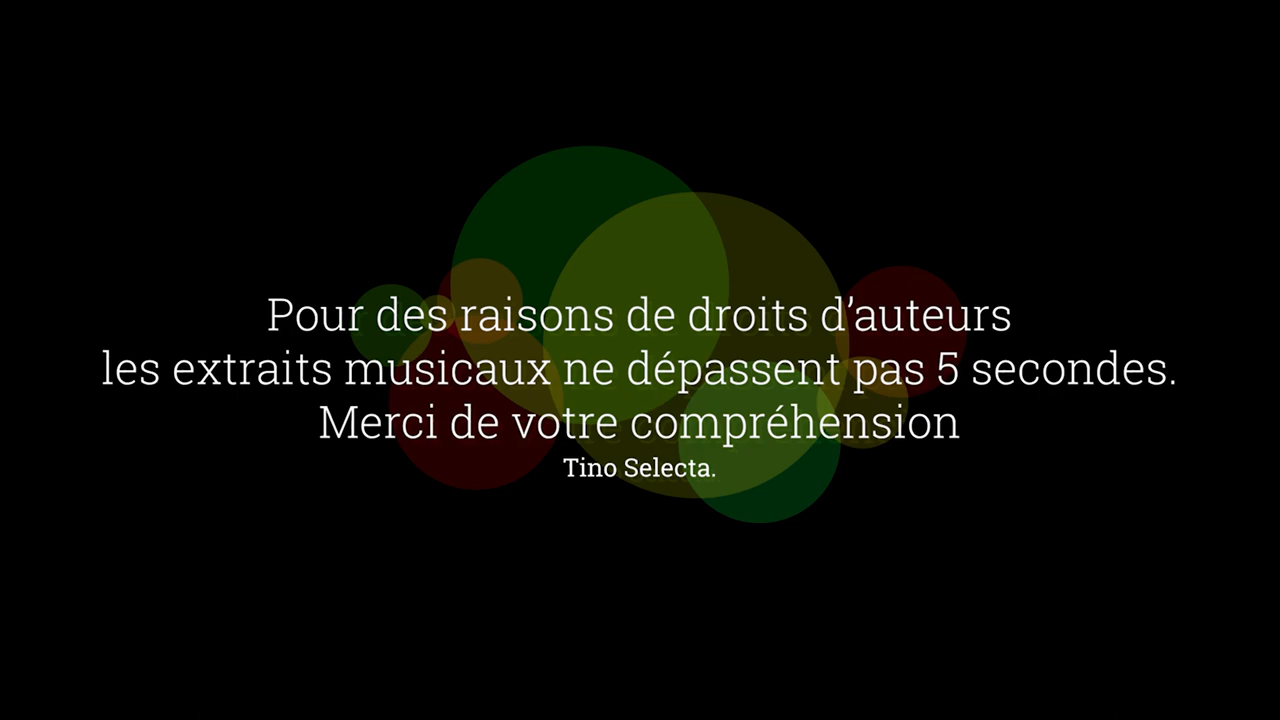 Pour des raisons de droits d’auteurs
les extraits musicaux ne dépassent pas 5 secondes.
Merci de votre compréhension
Tino Selecta.